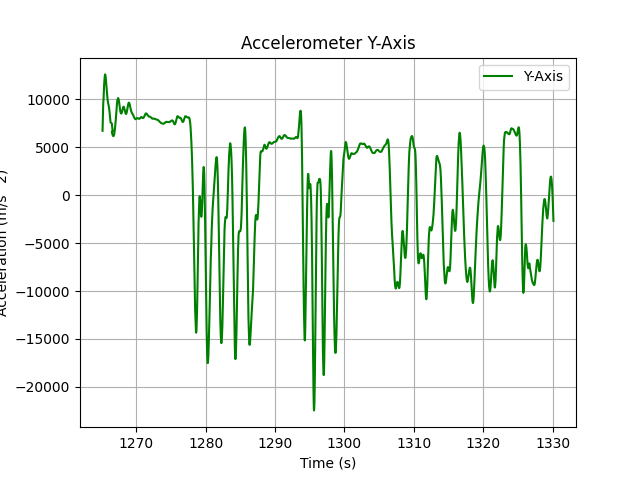 Accelerometer Y-Axis
Y-Axis
10000
5000
0
−5000
−10000
−15000
−20000
1270 1280 1290 1300 1310 1320 1330
Time (s)
Acceleration (m/s^2)